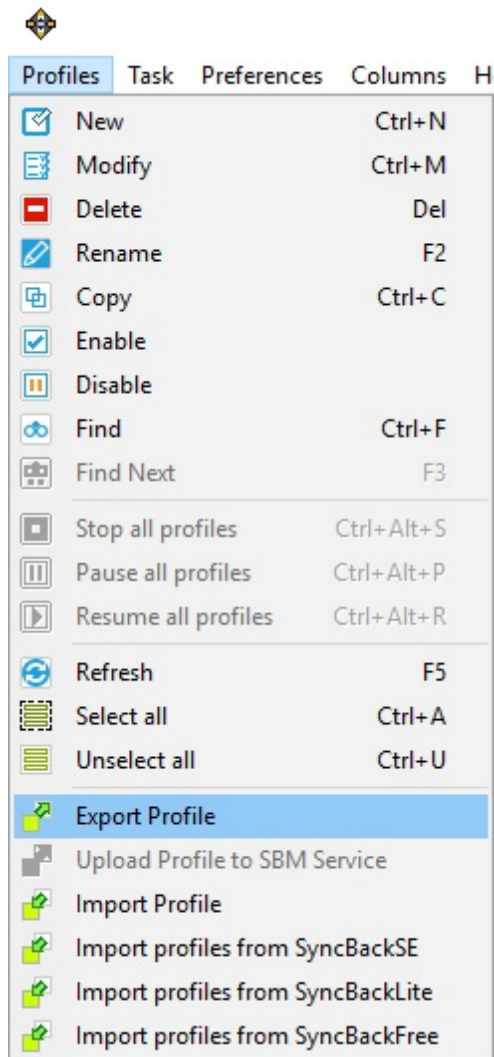 Profiles Task Preferences Columns H
New Ctrl+N
Modify Ctrl+M
Delete Del
Rename F2
Copy Ctrl+C
Enable
Disable
Find Ctrl+F
Find Next F3
Stop all profiles Ctrl+Alt+S
Pause all profiles Ctrl+Alt+P
Resume all profiles Ctrl+Alt+R
Refresh F5
Select all Ctrl+A
Unselect all Ctrl+U
Export Profile
Upload Profile to SBM Service
Import Profile
Import profiles from SyncBackSE
Import profiles from SyncBackLite
Import profiles from SyncBackFree